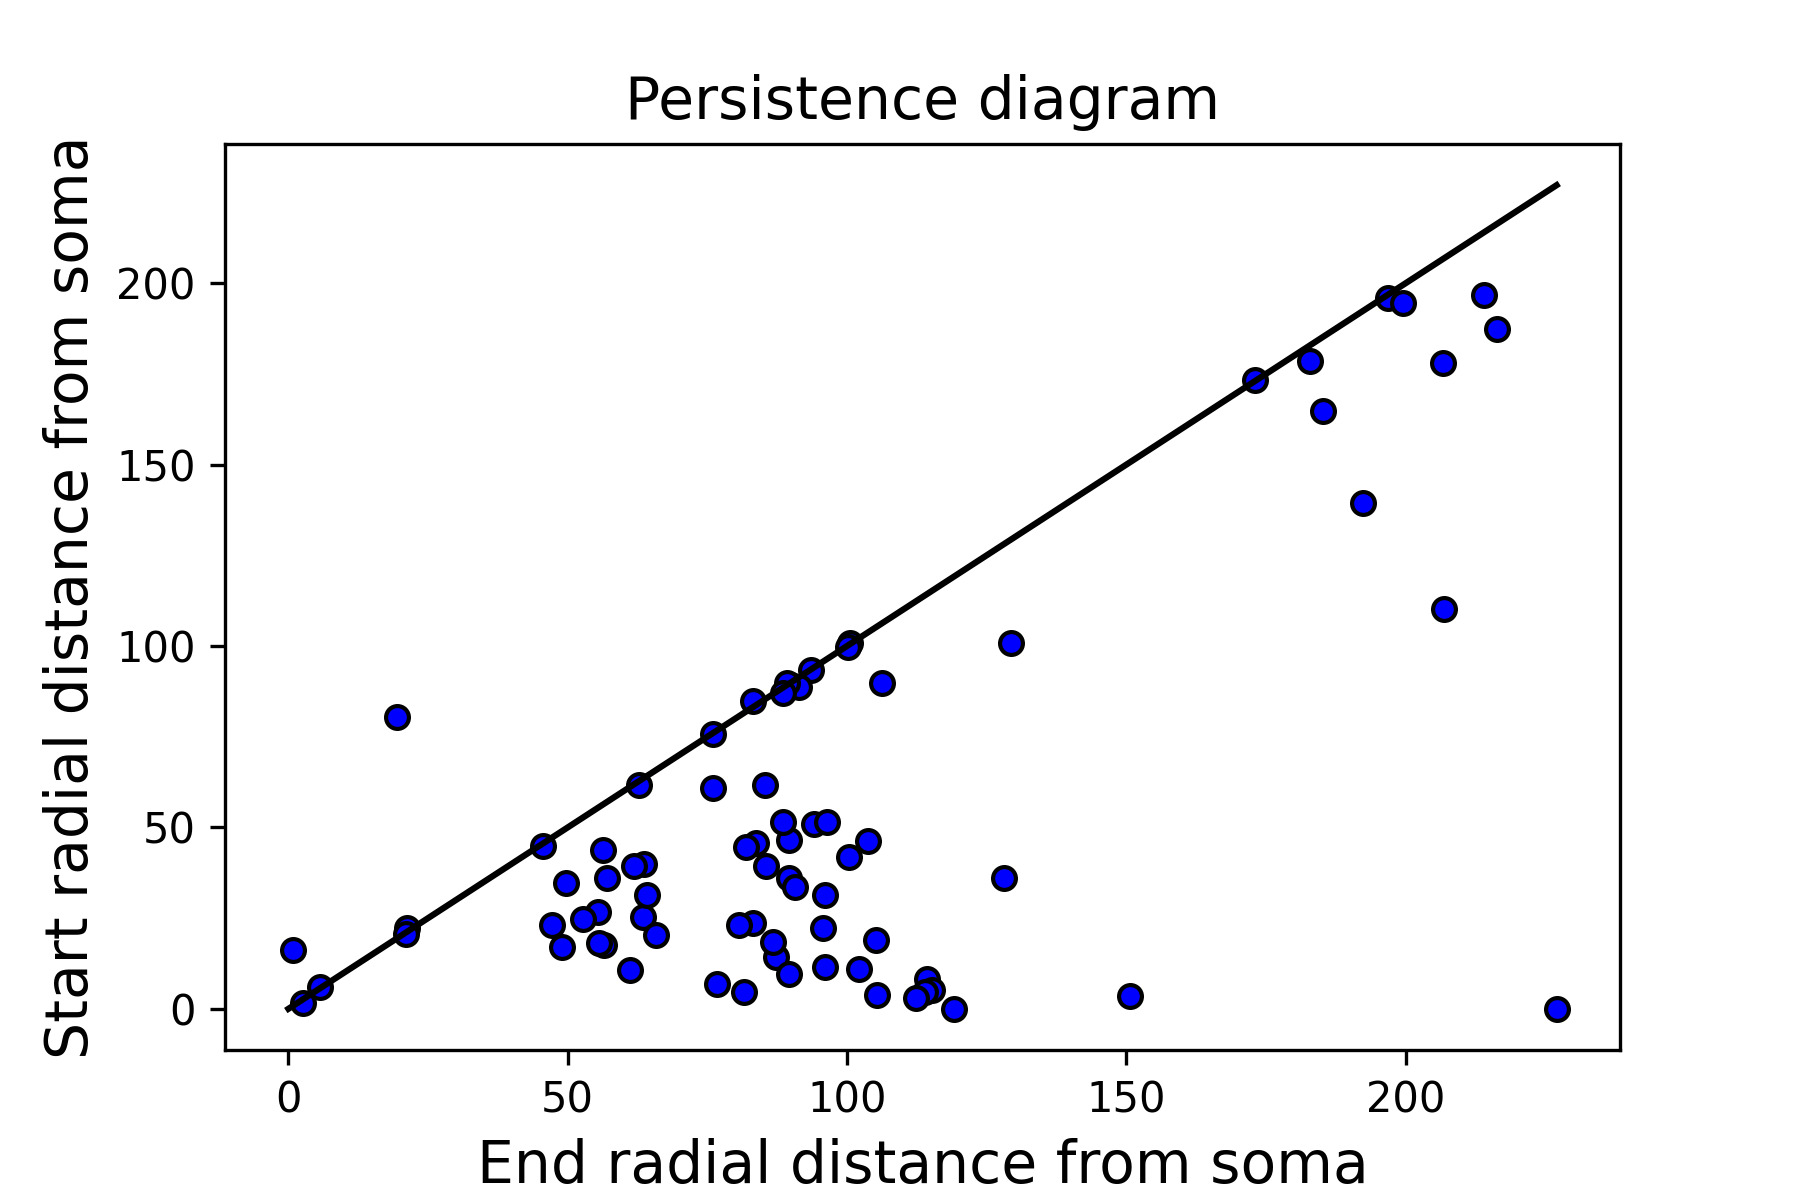 Persistence diagram
Start radial distance from soma
200
150
100
50
0
0 50 100 150 200
End radial distance from soma